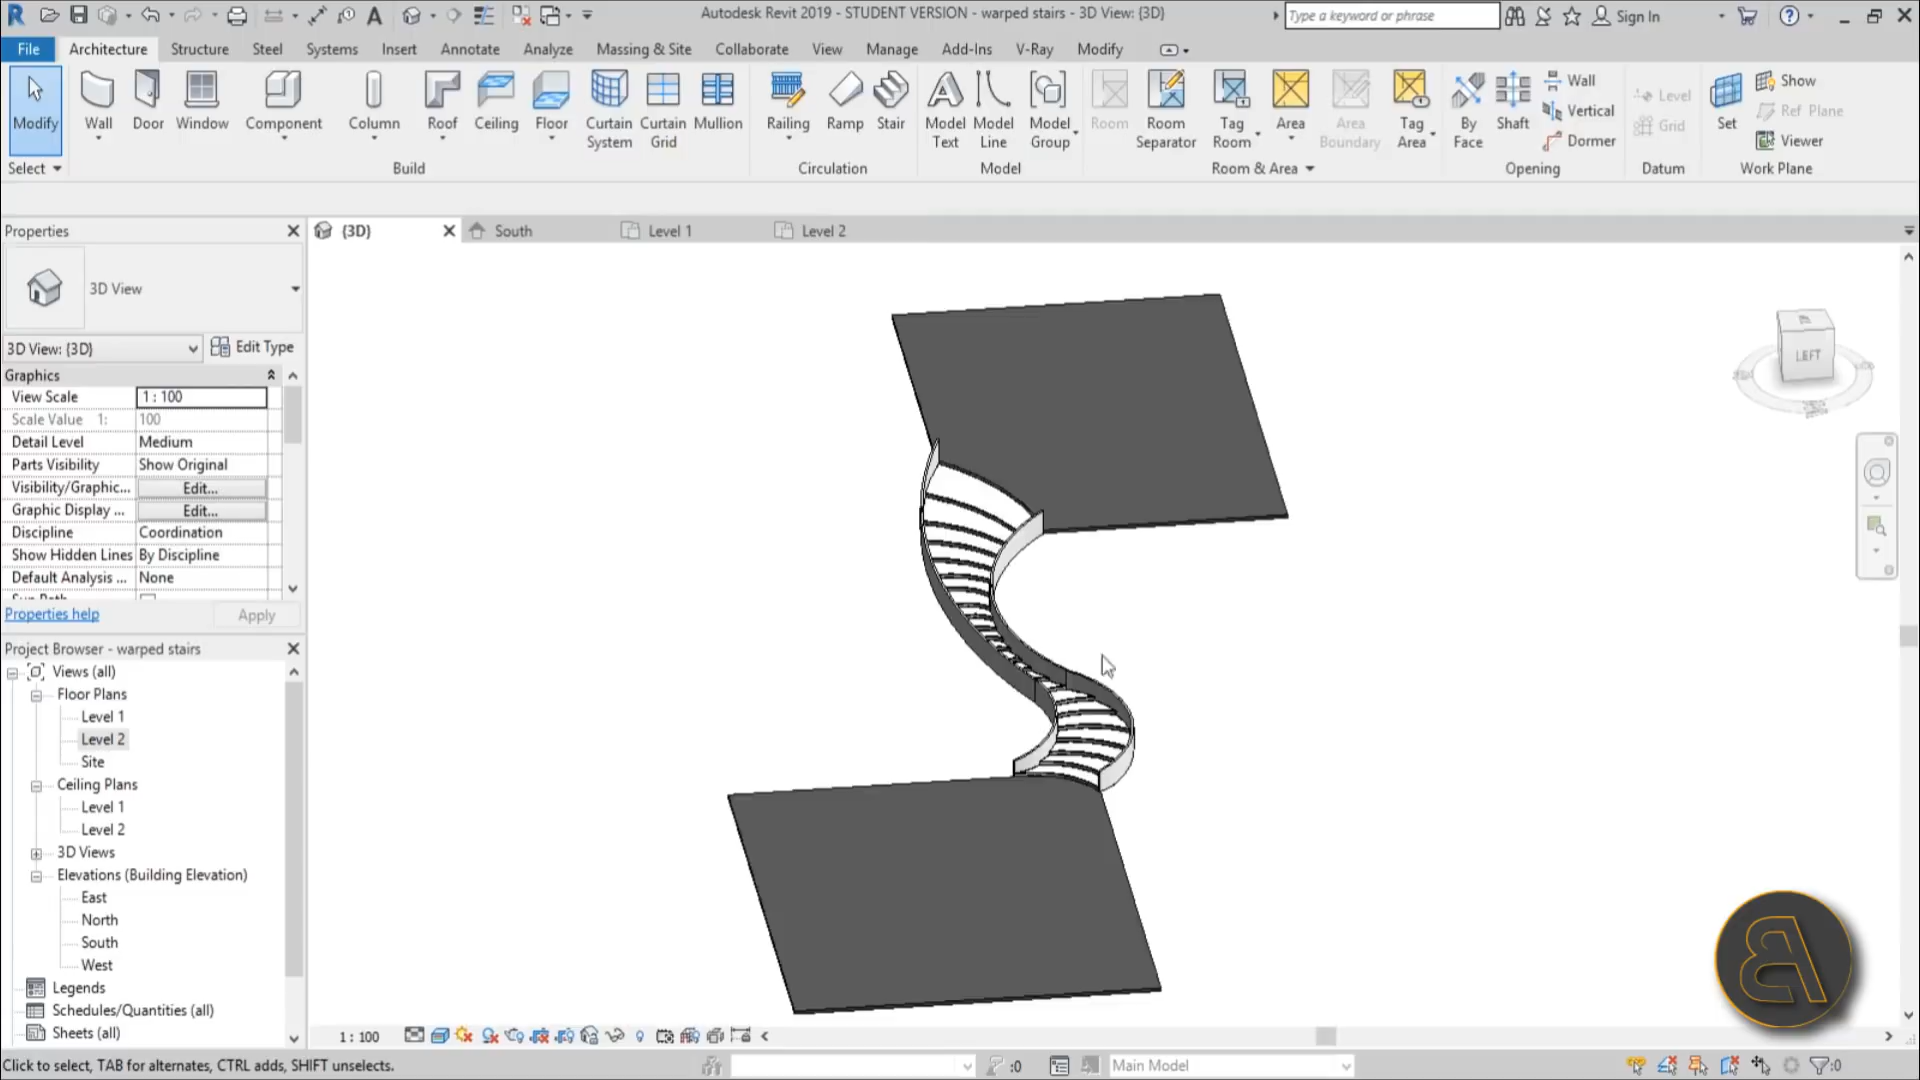 Autodesk Revit 2019 - STUDENT VERSION - warped stairs - 3D View: {3D}
Type a keyword or phrase
Sign In
File Architecture Structure Steel Systems Insert Annotate Analyze Massing & Site Collaborate View Manage Add-Ins V-Ray Modify
Modify
Wall
Door
Window
Component
Column
Roof
Ceiling
Floor
Curtain System
Curtain Grid
Mullion
Railing
Ramp
Stair
Model Text
Model Line
Model Group
Room
Room Separator
Tag Room
Area
Area Boundary
Tag Area
By Face
Shaft
Wall
Vertical
Dormer
Level
Grid
Set
Show
Ref Plane
Viewer
Select Build Circulation Model Room & Area Opening Datum Work Plane
Properties
{3D} South Level 1 Level 2
3D View
3D View: {3D} Edit Type
Graphics
View Scale 1 : 100
Scale Value 1: 100
Detail Level Medium
Parts Visibility Show Original
Visibility/Graphic... Edit...
Graphic Display ... Edit...
Discipline Coordination
Show Hidden Lines By Discipline
Default Analysis ... None
Properties help Apply
LEFT
Project Browser - warped stairs
Views (all)
Floor Plans
Level 1
Level 2
Site
Ceiling Plans
Level 1
Level 2
3D Views
Elevations (Building Elevation)
East
North
South
West
Legends
Schedules/Quantities (all)
Sheets (all)
1 : 100
Click to select, TAB for alternates, CTRL adds, SHIFT unselects.
:0
Main Model
:0